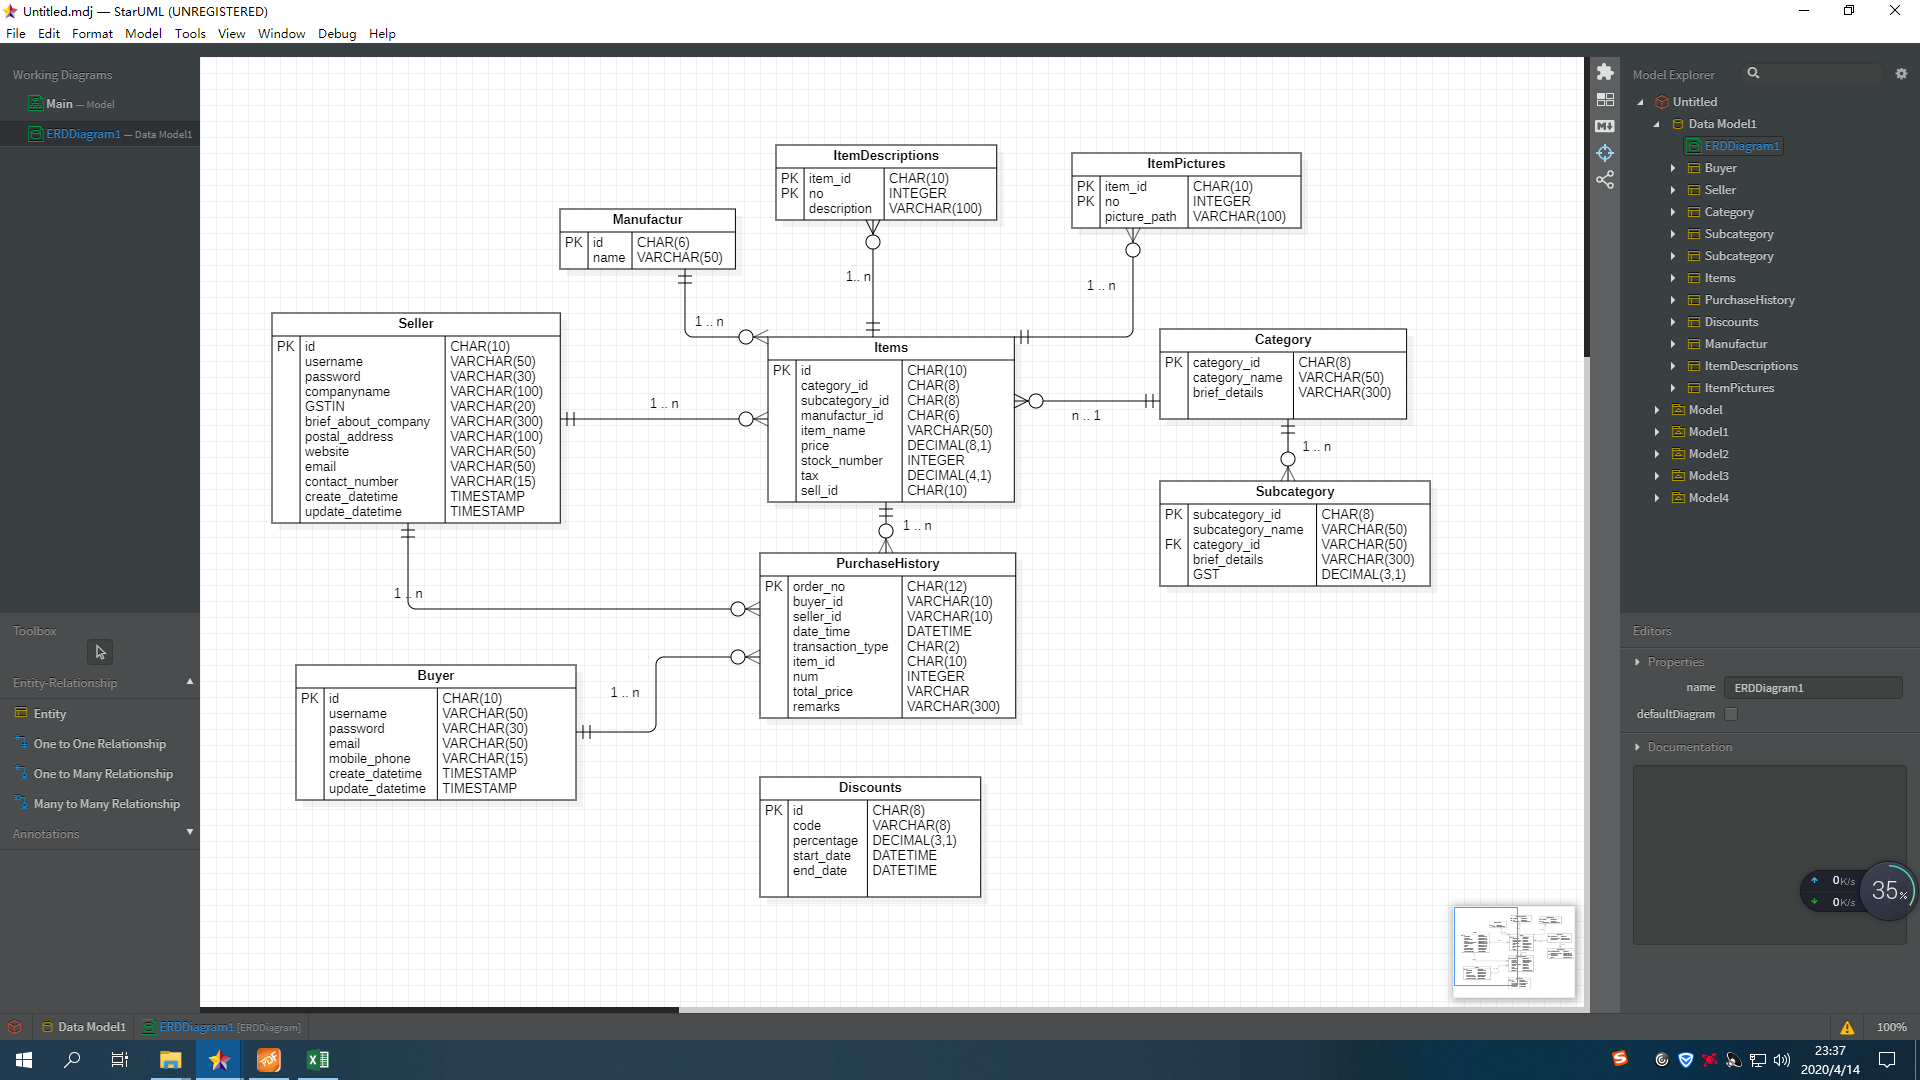 Untitled.mdj — StarUML (UNREGISTERED)
File Edit Format Model Tools View Window Debug Help
Working Diagrams
Main — Model
ERDDiagram1 — Data Model1
ItemDescriptions
PK item_id CHAR(10)
PK no INTEGER
description VARCHAR(100)
ItemPictures
PK item_id CHAR(10)
PK no INTEGER
picture_path VARCHAR(100)
Manufactur
PK id CHAR(6)
name VARCHAR(50)
1.. n
1 .. n
1 .. n
Seller
PK id CHAR(10)
username VARCHAR(50)
password VARCHAR(30)
companyname VARCHAR(100)
GSTIN VARCHAR(20)
brief_about_company VARCHAR(300)
postal_address VARCHAR(100)
website VARCHAR(50)
email VARCHAR(50)
contact_number VARCHAR(15)
create_datetime TIMESTAMP
update_datetime TIMESTAMP
1 .. n
Items
PK id CHAR(10)
category_id CHAR(8)
subcategory_id CHAR(8)
manufactur_id CHAR(6)
item_name VARCHAR(50)
price DECIMAL(8,1)
stock_number INTEGER
tax DECIMAL(4,1)
sell_id CHAR(10)
n .. 1
Category
PK category_id CHAR(8)
category_name VARCHAR(50)
brief_details VARCHAR(300)
1 .. n
Subcategory
PK subcategory_id CHAR(8)
subcategory_name VARCHAR(50)
FK category_id VARCHAR(50)
brief_details VARCHAR(300)
GST DECIMAL(3,1)
1 .. n
PurchaseHistory
PK order_no CHAR(12)
buyer_id VARCHAR(10)
seller_id VARCHAR(10)
date_time DATETIME
transaction_type CHAR(2)
item_id CHAR(10)
num INTEGER
total_price VARCHAR
remarks VARCHAR(300)
1 .. n
1 .. n
Buyer
PK id CHAR(10)
username VARCHAR(50)
password VARCHAR(30)
email VARCHAR(50)
mobile_phone VARCHAR(15)
create_datetime TIMESTAMP
update_datetime TIMESTAMP
Discounts
PK id CHAR(8)
code VARCHAR(8)
percentage DECIMAL(3,1)
start_date DATETIME
end_date DATETIME
Toolbox
Entity-Relationship
Entity
One to One Relationship
One to Many Relationship
Many to Many Relationship
Annotations
Model Explorer
Untitled
Data Model1
ERDDiagram1
Buyer
Seller
Category
Subcategory
Subcategory
Items
PurchaseHistory
Discounts
Manufactur
ItemDescriptions
ItemPictures
Model
Model1
Model2
Model3
Model4
Editors
Properties
name ERDDiagram1
defaultDiagram
Documentation
0K/s
0K/s
35%
Data Model1 ERDDiagram1 [ERDDiagram]
100%
23:37
2020/4/14